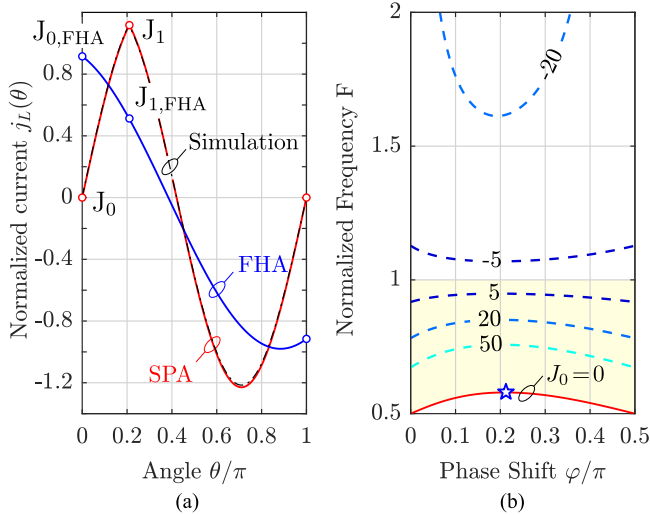 J0,FHA
J1
J1,FHA
Simulation
J0
FHA
SPA
0.8
0.4
0
-0.4
-0.8
-1.2
0 0.2 0.4 0.6 0.8 1
Normalized current jL(θ)
Angle θ/π
(a)
2
1.5
1
0.5
-20
-5
5
20
50
J0=0
0 0.1 0.2 0.3 0.4 0.5
Normalized Frequency F
Phase Shift φ/π
(b)